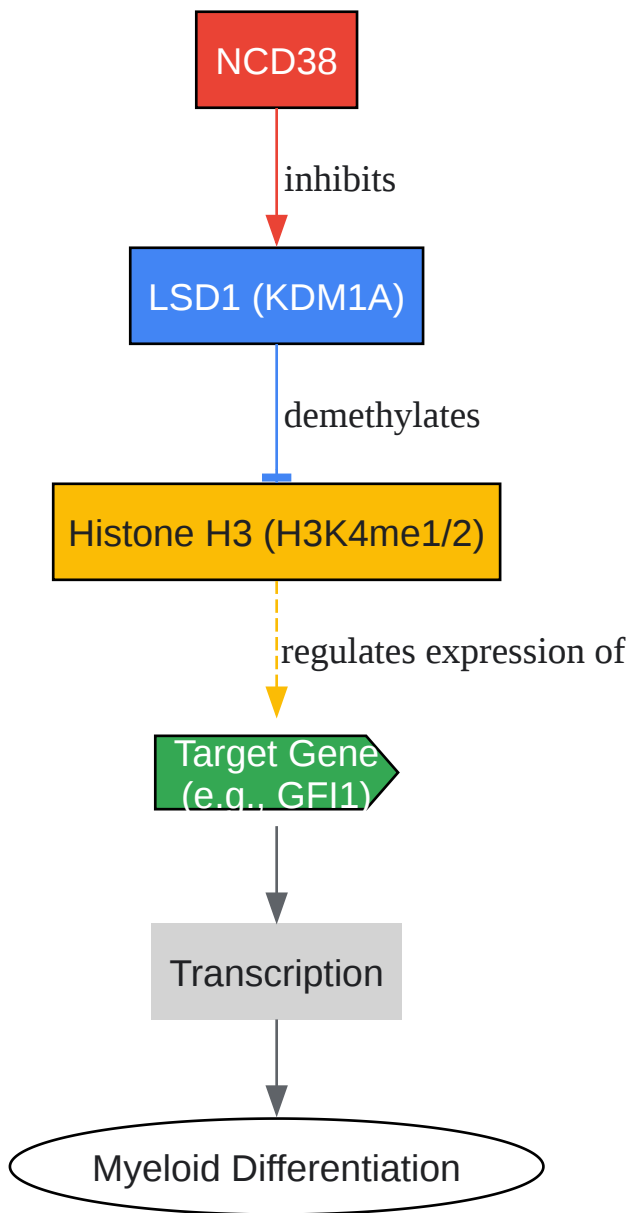 NCD38
inhibits
LSD1 (KDM1A)
demethylates
Histone H3 (H3K4me1/2)
regulates expression of
Target Gene
(e.g., GFI1)
Transcription
Myeloid Differentiation